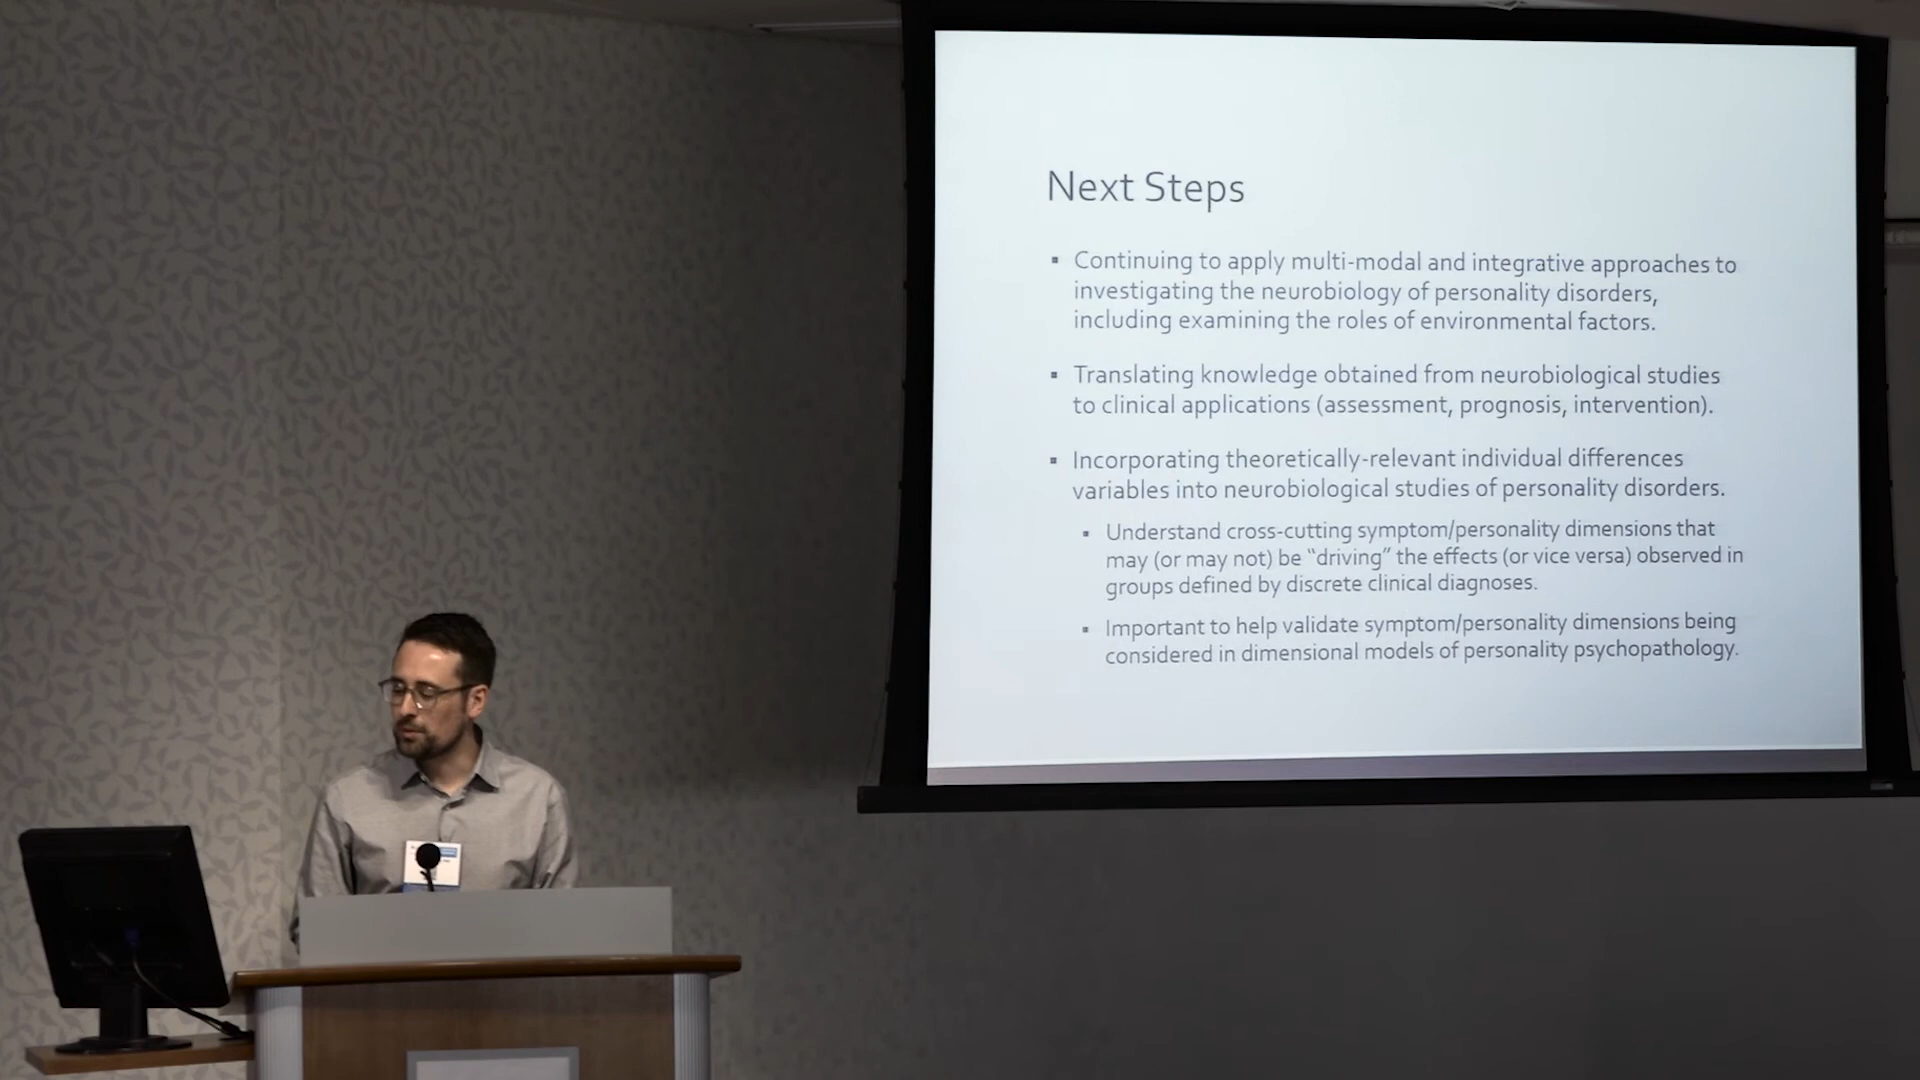 Next Steps
▪ Continuing to apply multi-modal and integrative approaches to
investigating the neurobiology of personality disorders,
including examining the roles of environmental factors.
▪ Translating knowledge obtained from neurobiological studies
to clinical applications (assessment, prognosis, intervention).
▪ Incorporating theoretically-relevant individual differences
variables into neurobiological studies of personality disorders.
▪ Understand cross-cutting symptom/personality dimensions that
may (or may not) be “driving” the effects (or vice versa) observed in
groups defined by discrete clinical diagnoses.
▪ Important to help validate symptom/personality dimensions being
considered in dimensional models of personality psychopathology.